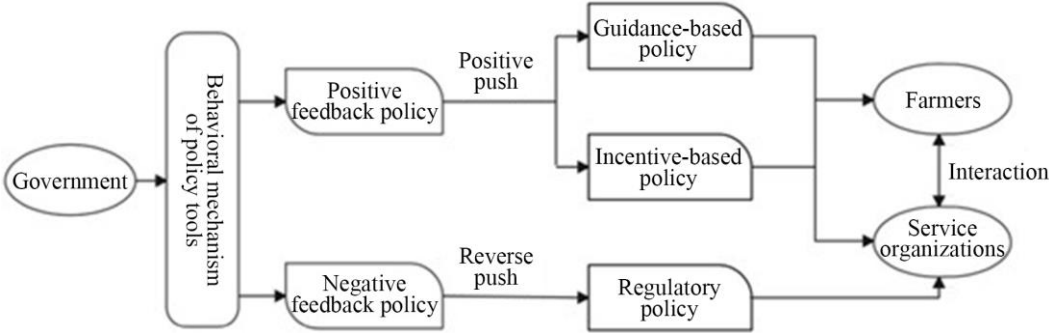 Government
Behavioral mechanism
of policy tools
Positive
feedback policy
Positive
push
Guidance-based
policy
Incentive-based
policy
Farmers
Interaction
Service
organizations
Negative
feedback policy
Reverse
push
Regulatory
policy